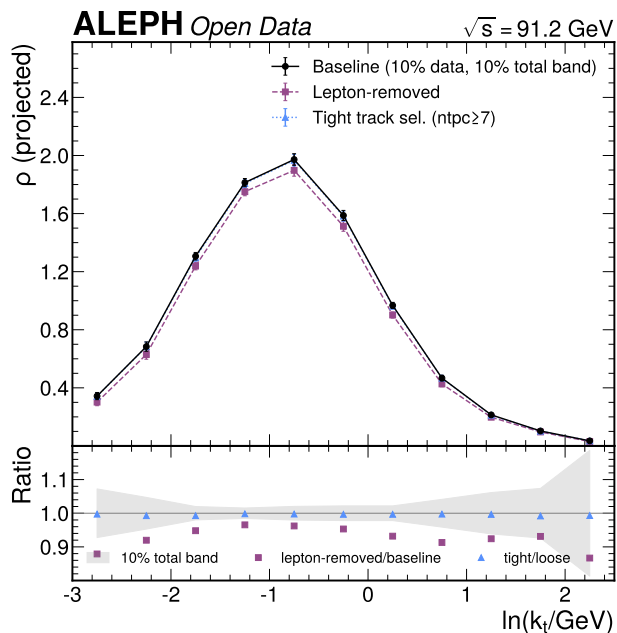 ALEPH Open Data
√s = 91.2 GeV
Baseline (10% data, 10% total band)
Lepton-removed
Tight track sel. (ntpc≥7)
ρ (projected)
2.4
2.0
1.6
1.2
0.8
0.4
Ratio
1.1
1.0
0.9
10% total band
lepton-removed/baseline
tight/loose
-3 -2 -1 0 1 2
ln(kt/GeV)